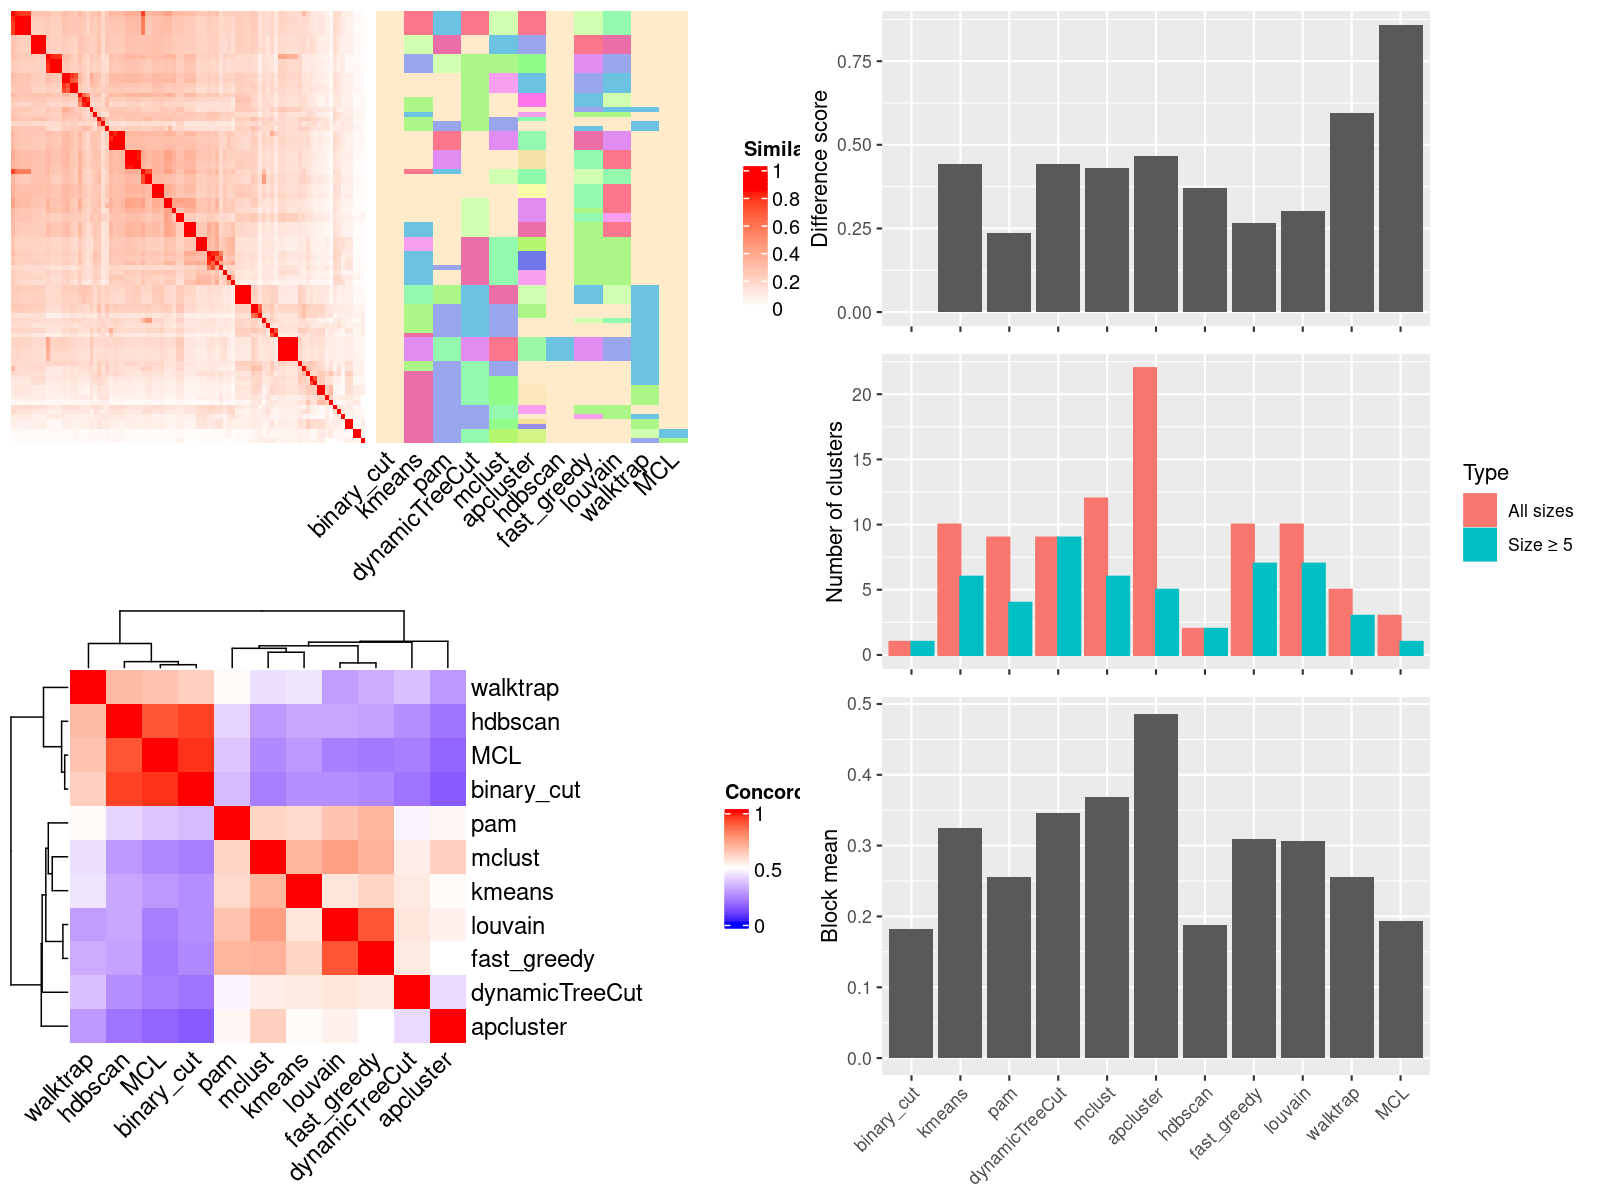 Simila
1
0.8
0.6
0.4
0.2
0
binary_cut
kmeans
pam
dynamicTreeCut
mclust
apcluster
hdbscan
fast_greedy
louvain
walktrap
MCL
walktrap
hdbscan
MCL
binary_cut
pam
mclust
kmeans
louvain
fast_greedy
dynamicTreeCut
apcluster
walktrap
hdbscan
MCL
binary_cut
pam
mclust
kmeans
louvain
fast_greedy
dynamicTreeCut
apcluster
Concord
1
0.5
0
Difference score
0.75
0.50
0.25
0.00
Number of clusters
20
15
10
5
0
Type
All sizes
Size ≥ 5
Block mean
0.5
0.4
0.3
0.2
0.1
0.0
binary_cut
kmeans
pam
dynamicTreeCut
mclust
apcluster
hdbscan
fast_greedy
louvain
walktrap
MCL